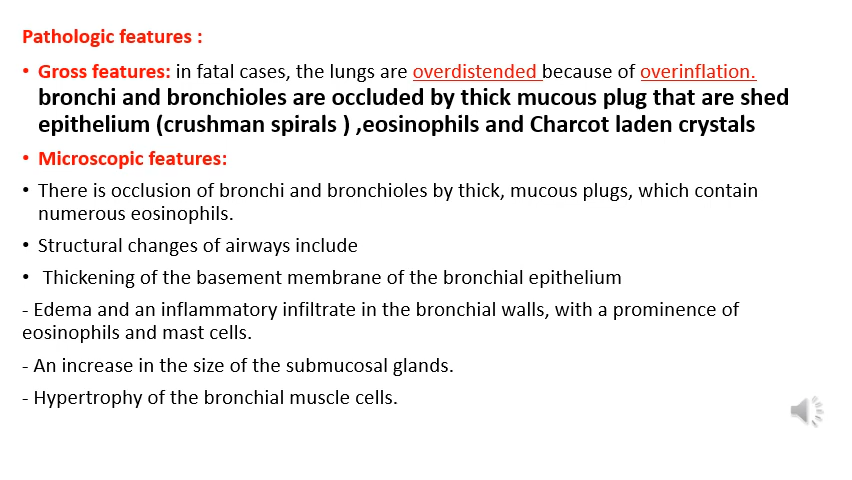 Pathologic features :
• Gross features: in fatal cases, the lungs are overdistended because of overinflation.
bronchi and bronchioles are occluded by thick mucous plug that are shed
epithelium (crushman spirals ) ,eosinophils and Charcot laden crystals
• Microscopic features:
• There is occlusion of bronchi and bronchioles by thick, mucous plugs, which contain
numerous eosinophils.
• Structural changes of airways include
• Thickening of the basement membrane of the bronchial epithelium
- Edema and an inflammatory infiltrate in the bronchial walls, with a prominence of
eosinophils and mast cells.
- An increase in the size of the submucosal glands.
- Hypertrophy of the bronchial muscle cells.